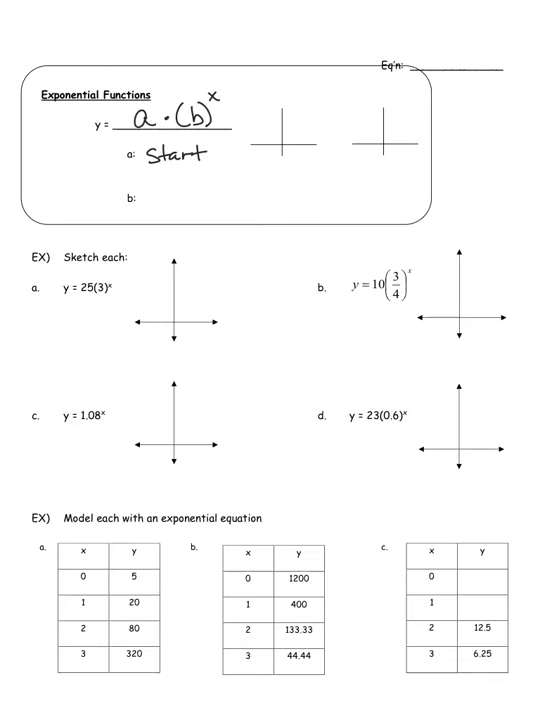 Eq'n: ____________________
Exponential Functions
y = a · (b)^x
a: start
b:
EX) Sketch each:
a. y = 25(3)ˣ
b. y = 10(3/4)^x
c. y = 1.08ˣ
d. y = 23(0.6)ˣ
EX) Model each with an exponential equation
a.
x y
0 5
1 20
2 80
3 320
b.
x y
0 1200
1 400
2 133.33
3 44.44
c.
x y
0
1
2 12.5
3 6.25